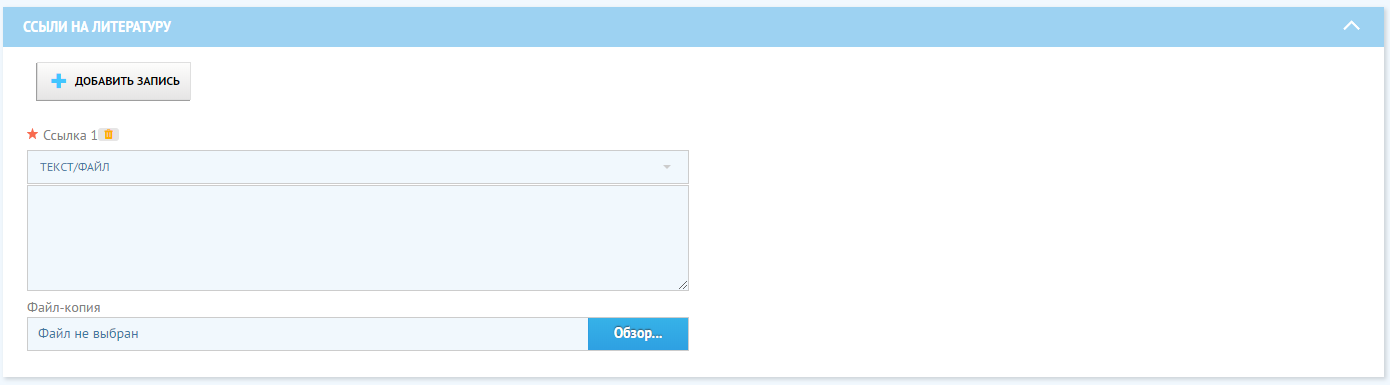 ССЫЛИ НА ЛИТЕРАТУРУ
ДОБАВИТЬ ЗАПИСЬ
Ссылка 1
ТЕКСТ/ФАЙЛ
Файл-копия
Файл не выбран Обзор...